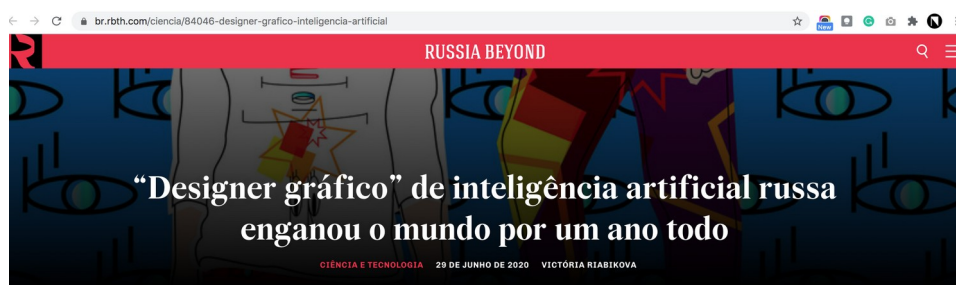 br.rbth.com/ciencia/84046-designer-grafico-inteligencia-artificial
New
N
R
RUSSIA BEYOND
“Designer gráfico” de inteligência artificial russa
enganou o mundo por um ano todo
CIÊNCIA E TECNOLOGIA 29 DE JUNHO DE 2020 VICTÓRIA RIABIKOVA